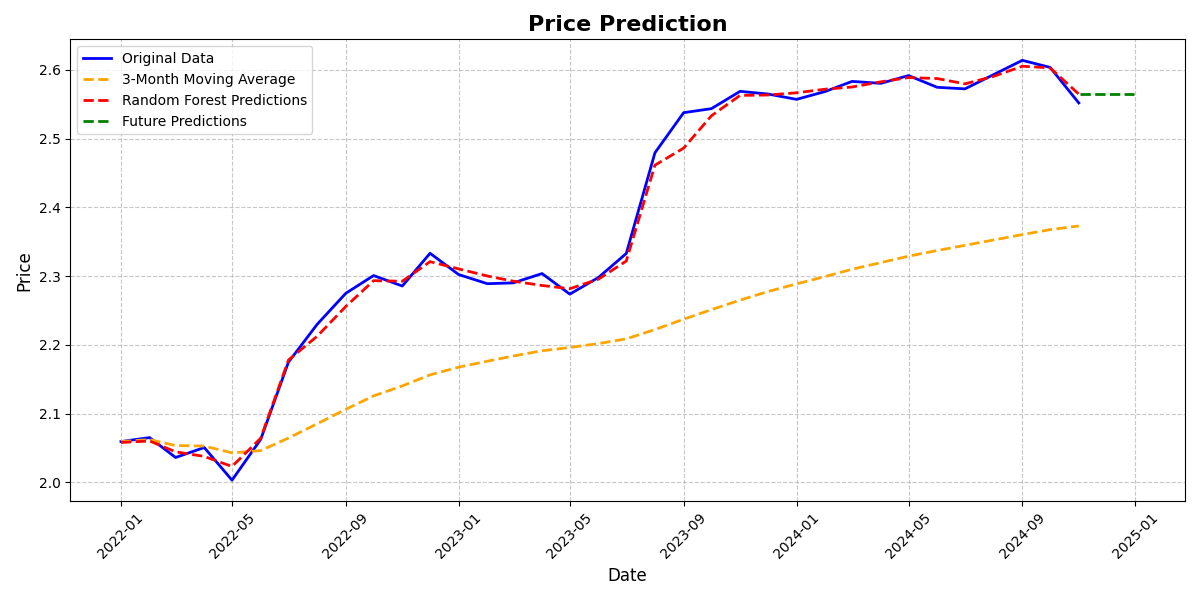 Price Prediction
Original Data
3-Month Moving Average
Random Forest Predictions
Future Predictions
Price
2.6
2.5
2.4
2.3
2.2
2.1
2.0
2022-01
2022-05
2022-09
2023-01
2023-05
2023-09
2024-01
2024-05
2024-09
2025-01
Date